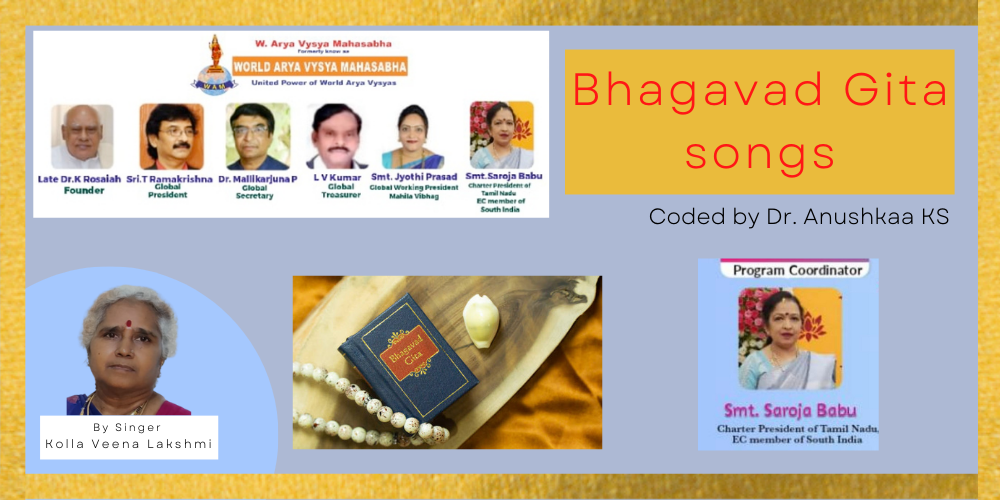 W. Arya Vysya Mahasabha
Formerly know as
WORLD ARYA VYSYA MAHASABHA
United Power of World Arya Vysyas
W A M
Late Dr.K Rosaiah
Founder
Sri.T Ramakrishna
Global
President
Dr. Mallikarjuna P
Global
Secretary
L V Kumar
Global
Treasurer
Smt. Jyothi Prasad
Global Working President
Mahila Vibhag
Smt.Saroja Babu
Charter President of
Tamil Nadu
EC member of
South India
Bhagavad Gita
songs
Coded by Dr. Anushkaa KS
By Singer
Kolla Veena Lakshmi
Bhagavad
Gita
Program Coordinator
Smt. Saroja Babu
Charter President of Tamil Nadu,
EC member of South India